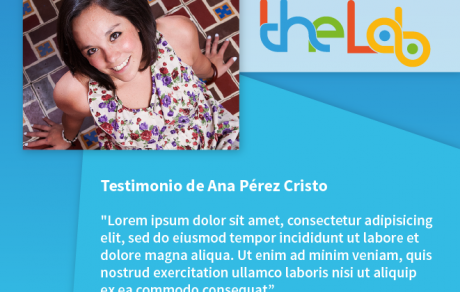 theLab
Testimonio de Ana Pérez Cristo
"Lorem ipsum dolor sit amet, consectetur adipisicing
elit, sed do eiusmod tempor incididunt ut labore et
dolore magna aliqua. Ut enim ad minim veniam, quis
nostrud exercitation ullamco laboris nisi ut aliquip
ex ea commodo consequat”